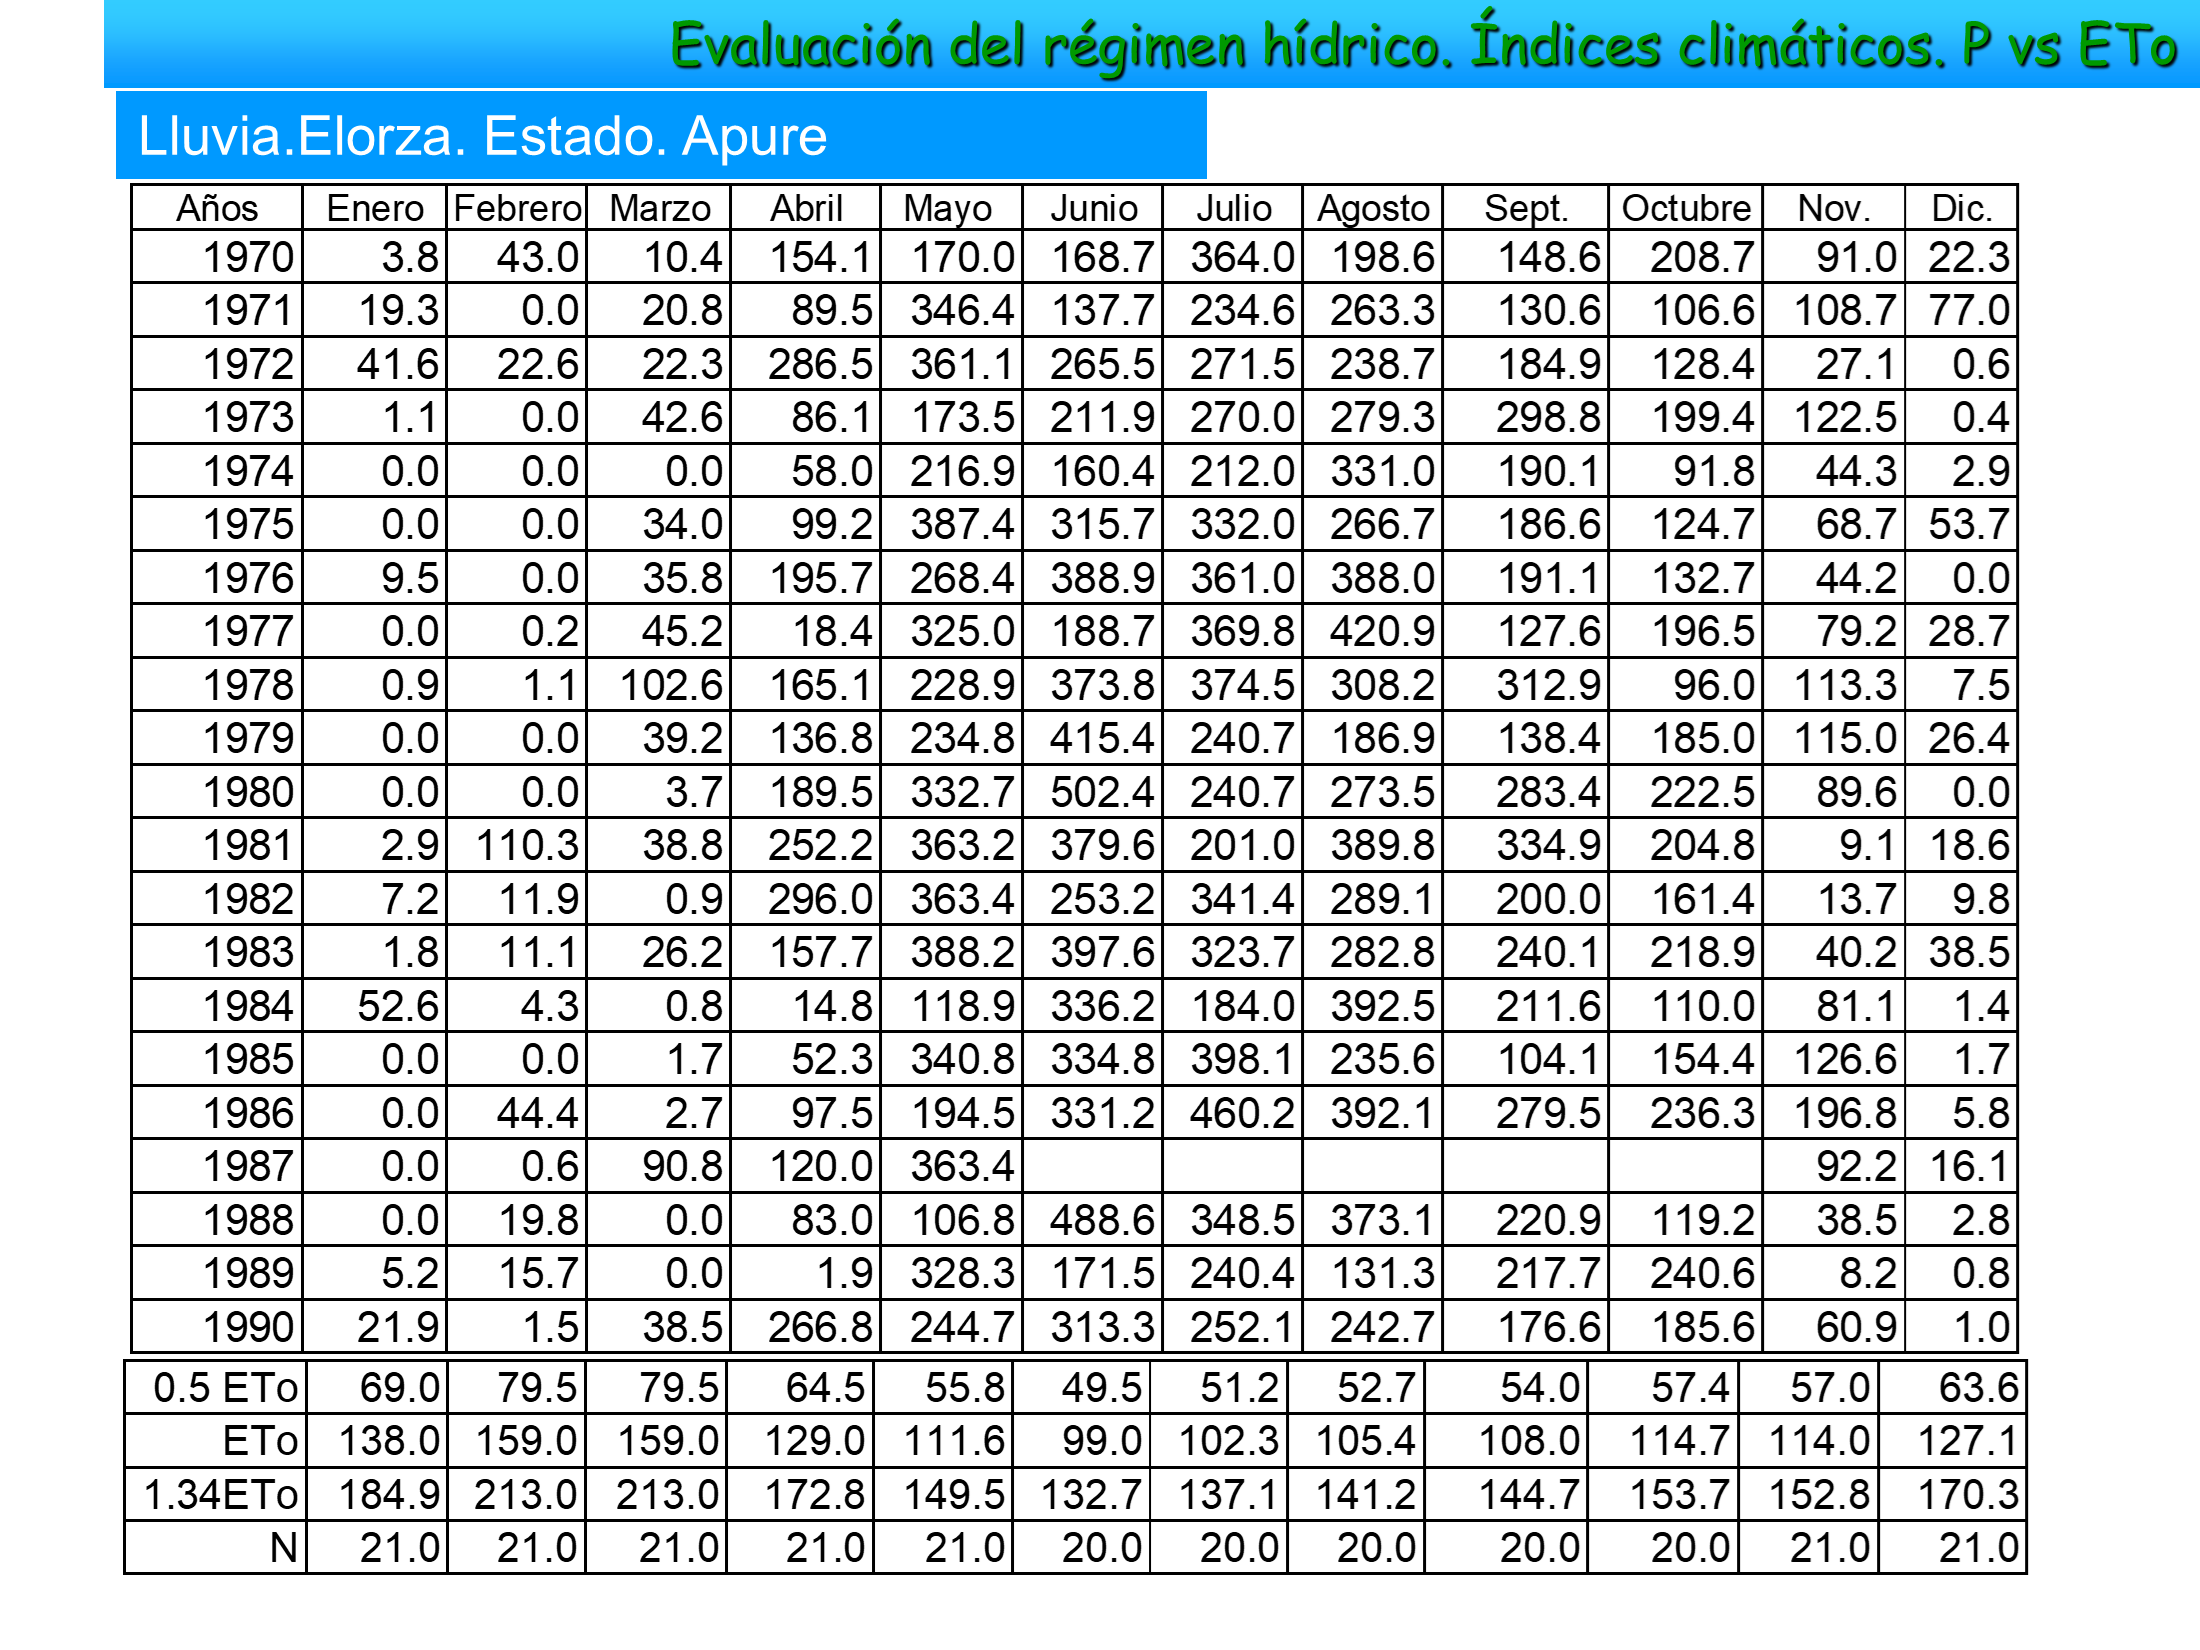 Evaluación del régimen hídrico. Índices climáticos. P vs ETo
Lluvia.Elorza. Estado. Apure
Años Enero Febrero Marzo Abril Mayo Junio Julio Agosto Sept. Octubre Nov. Dic.
1970 3.8 43.0 10.4 154.1 170.0 168.7 364.0 198.6 148.6 208.7 91.0 22.3
1971 19.3 0.0 20.8 89.5 346.4 137.7 234.6 263.3 130.6 106.6 108.7 77.0
1972 41.6 22.6 22.3 286.5 361.1 265.5 271.5 238.7 184.9 128.4 27.1 0.6
1973 1.1 0.0 42.6 86.1 173.5 211.9 270.0 279.3 298.8 199.4 122.5 0.4
1974 0.0 0.0 0.0 58.0 216.9 160.4 212.0 331.0 190.1 91.8 44.3 2.9
1975 0.0 0.0 34.0 99.2 387.4 315.7 332.0 266.7 186.6 124.7 68.7 53.7
1976 9.5 0.0 35.8 195.7 268.4 388.9 361.0 388.0 191.1 132.7 44.2 0.0
1977 0.0 0.2 45.2 18.4 325.0 188.7 369.8 420.9 127.6 196.5 79.2 28.7
1978 0.9 1.1 102.6 165.1 228.9 373.8 374.5 308.2 312.9 96.0 113.3 7.5
1979 0.0 0.0 39.2 136.8 234.8 415.4 240.7 186.9 138.4 185.0 115.0 26.4
1980 0.0 0.0 3.7 189.5 332.7 502.4 240.7 273.5 283.4 222.5 89.6 0.0
1981 2.9 110.3 38.8 252.2 363.2 379.6 201.0 389.8 334.9 204.8 9.1 18.6
1982 7.2 11.9 0.9 296.0 363.4 253.2 341.4 289.1 200.0 161.4 13.7 9.8
1983 1.8 11.1 26.2 157.7 388.2 397.6 323.7 282.8 240.1 218.9 40.2 38.5
1984 52.6 4.3 0.8 14.8 118.9 336.2 184.0 392.5 211.6 110.0 81.1 1.4
1985 0.0 0.0 1.7 52.3 340.8 334.8 398.1 235.6 104.1 154.4 126.6 1.7
1986 0.0 44.4 2.7 97.5 194.5 331.2 460.2 392.1 279.5 236.3 196.8 5.8
1987 0.0 0.6 90.8 120.0 363.4 92.2 16.1
1988 0.0 19.8 0.0 83.0 106.8 488.6 348.5 373.1 220.9 119.2 38.5 2.8
1989 5.2 15.7 0.0 1.9 328.3 171.5 240.4 131.3 217.7 240.6 8.2 0.8
1990 21.9 1.5 38.5 266.8 244.7 313.3 252.1 242.7 176.6 185.6 60.9 1.0
0.5 ETo 69.0 79.5 79.5 64.5 55.8 49.5 51.2 52.7 54.0 57.4 57.0 63.6
ETo 138.0 159.0 159.0 129.0 111.6 99.0 102.3 105.4 108.0 114.7 114.0 127.1
1.34ETo 184.9 213.0 213.0 172.8 149.5 132.7 137.1 141.2 144.7 153.7 152.8 170.3
N 21.0 21.0 21.0 21.0 21.0 20.0 20.0 20.0 20.0 20.0 21.0 21.0